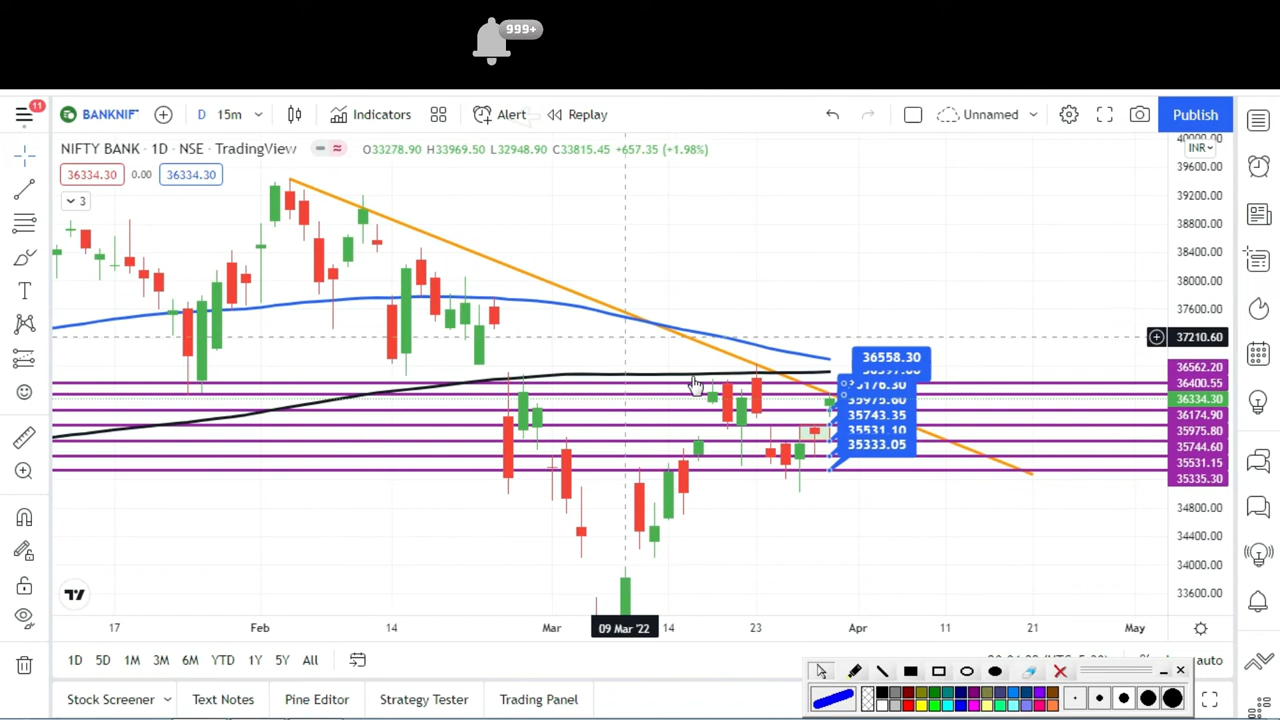 999+
11
BANKNIF
D
15m
Indicators
Alert
Replay
Unnamed
Publish
NIFTY BANK · 1D · NSE · TradingView
O33278.90 H33969.50 L32948.90 C33815.45 +657.35 (+1.98%)
36334.30
0.00
36334.30
3
INR
40000.00
39600.00
39200.00
38800.00
38400.00
38000.00
37600.00
37210.60
36562.20
36400.55
36334.30
36174.90
35975.80
35744.60
35531.15
35335.30
34800.00
34400.00
34000.00
33600.00
36558.30
35975.60
35743.35
35531.10
35333.05
17
Feb
14
Mar
09 Mar '22
14
23
Apr
11
21
May
1D
5D
1M
3M
6M
YTD
1Y
5Y
All
auto
Stock Screener
Text Notes
Pine Editor
Strategy Tester
Trading Panel